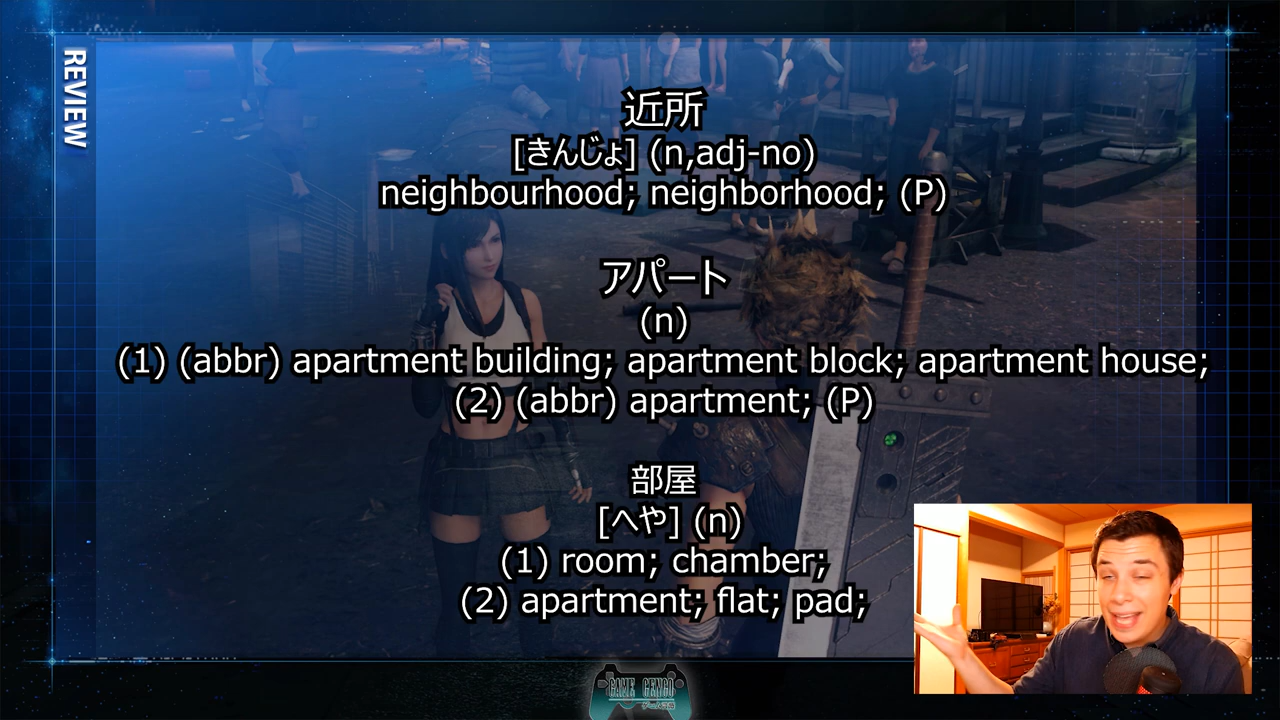 REVIEW
近所
[きんじょ] (n,adj-no)
neighbourhood; neighborhood; (P)
アパート
(n)
(1) (abbr) apartment building; apartment block; apartment house;
(2) (abbr) apartment; (P)
部屋
[へや] (n)
(1) room; chamber;
(2) apartment; flat; pad;
GAME GENGO